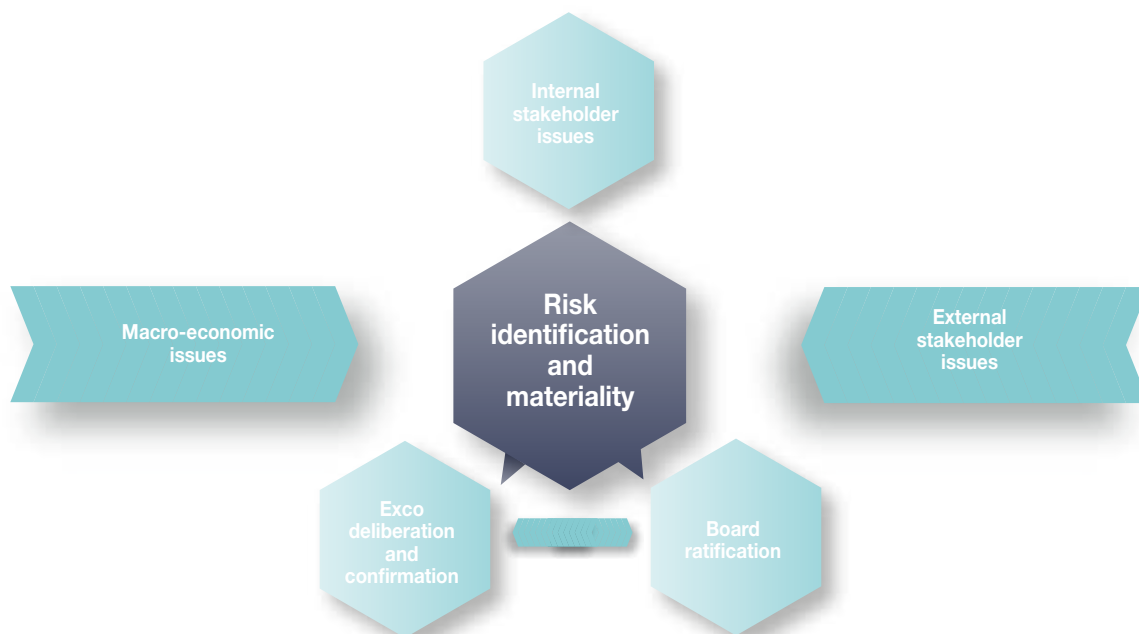 Internal
stakeholder
issues
Risk
identification
and
materiality
Macro-economic
issues
External
stakeholder
issues
Exco
deliberation
and
confirmation
Board
ratification